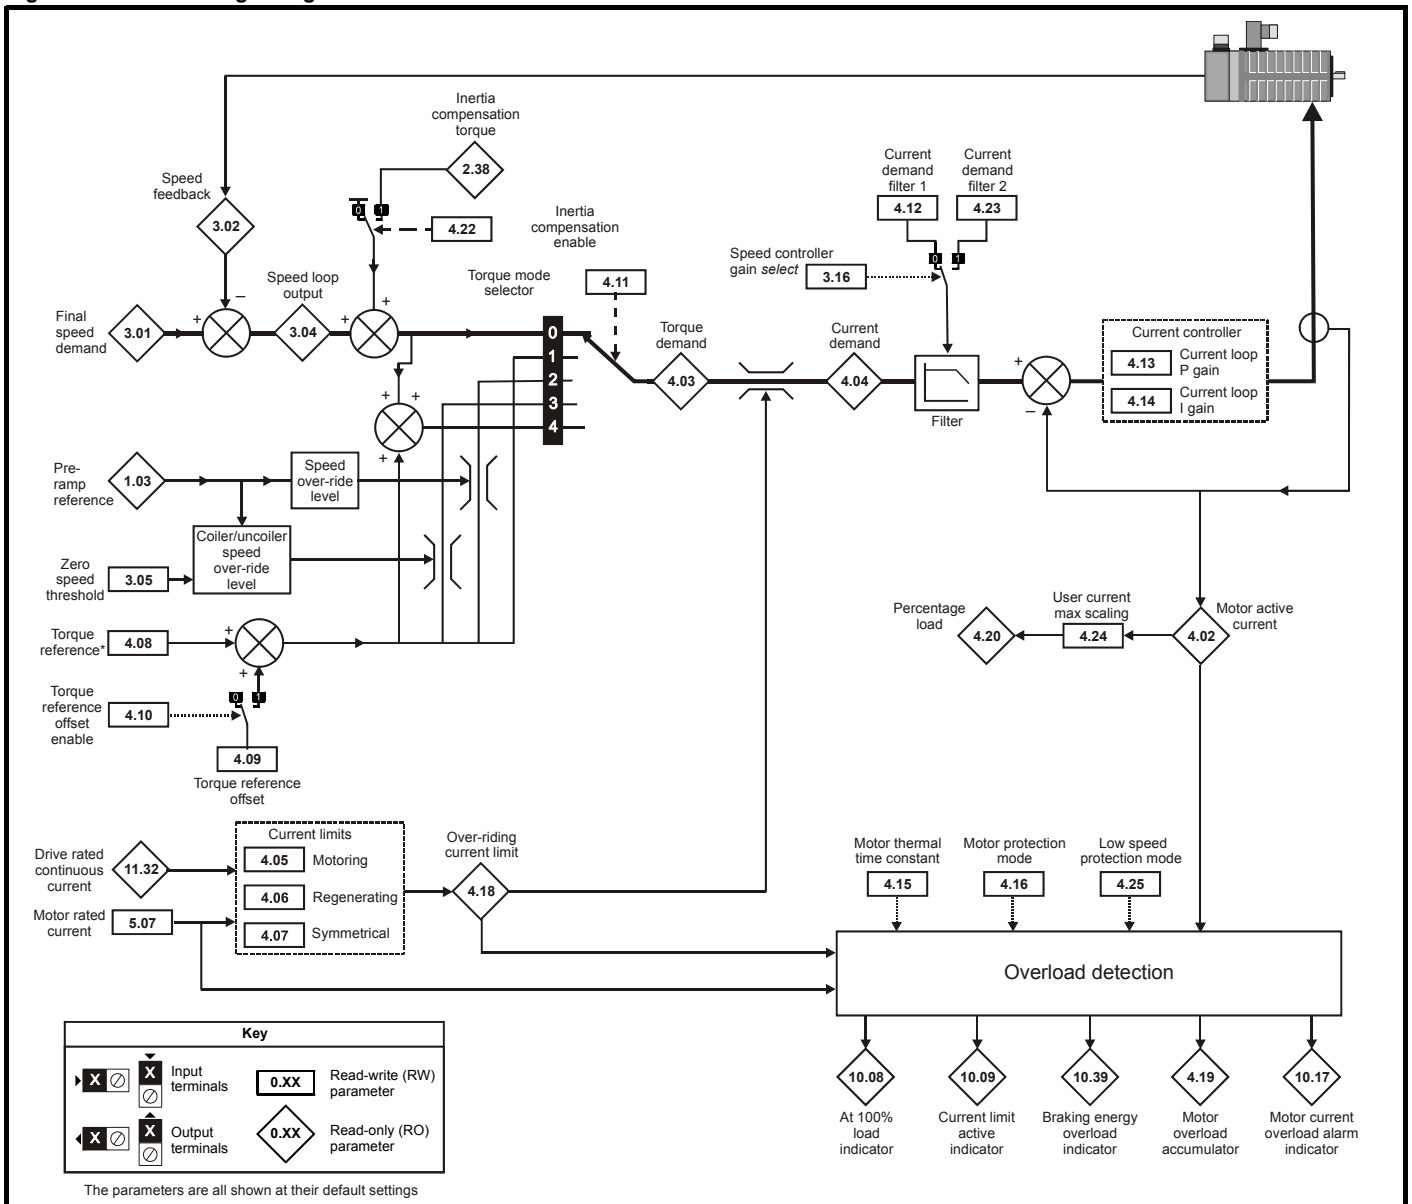 Inertia
compensation
torque
2.38
Speed
feedback
3.02
0 1
4.22
Inertia
compensation
enable
4.11
Torque mode
selector
Current
demand
filter 1
4.12
Current
demand
filter 2
4.23
0 1
Speed controller
gain select
3.16
Final
speed
demand
3.01
+
–
Speed loop
output
3.04
+
+
0
1
2
3
4
Torque
demand
4.03
Current
demand
4.04
Filter
+
–
Current controller
4.13
Current loop
P gain
4.14
Current loop
I gain
+
+
+
Pre-
ramp
reference
1.03
Speed
over-ride
level
Coiler/uncoiler
speed
over-ride
level
Zero
speed
threshold
3.05
Torque
reference*
4.08
+
+
Torque
reference
offset
enable
4.10
0 1
4.09
Torque reference
offset
Percentage
load
4.20
User current
max scaling
4.24
4.02
Motor active
current
Drive rated
continuous
current
11.32
Motor rated
current
5.07
Current limits
4.05
Motoring
4.06
Regenerating
4.07
Symmetrical
Over-riding
current limit
4.18
Motor thermal
time constant
4.15
Motor protection
mode
4.16
Low speed
protection mode
4.25
Overload detection
10.08
At 100%
load
indicator
10.09
Current limit
active
indicator
10.39
Braking energy
overload
indicator
4.19
Motor
overload
accumulator
10.17
Motor current
overload alarm
indicator
Key
X
X
Input
terminals
0.XX
Read-write (RW)
parameter
X
X
Output
terminals
0.XX
Read-only (RO)
parameter
The parameters are all shown at their default settings